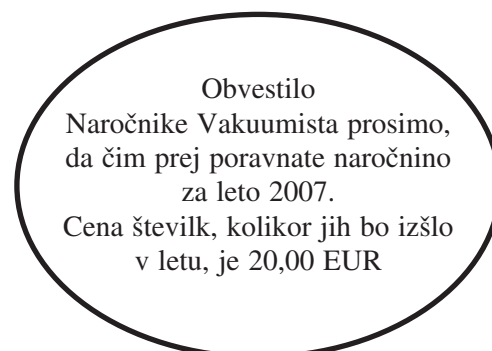 Obvestilo
Naročnike Vakuumista prosimo,
da čim prej poravnate naročnino
za leto 2007.
Cena številk, kolikor jih bo izšlo
v letu, je 20,00 EUR